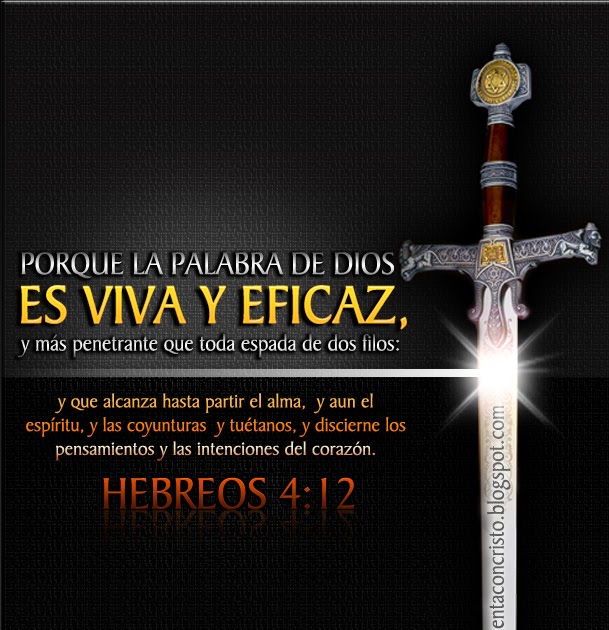 PORQUE LA PALABRA DE DIOS
ES VIVA Y EFICAZ,
y más penetrante que toda espada de dos filos:
y que alcanza hasta partir el alma,  y aun el
espíritu, y las coyunturas  y tuétanos, y discierne los
pensamientos y las intenciones del corazón.
HEBREOS 4:12
entaconcristo.blogspot.com